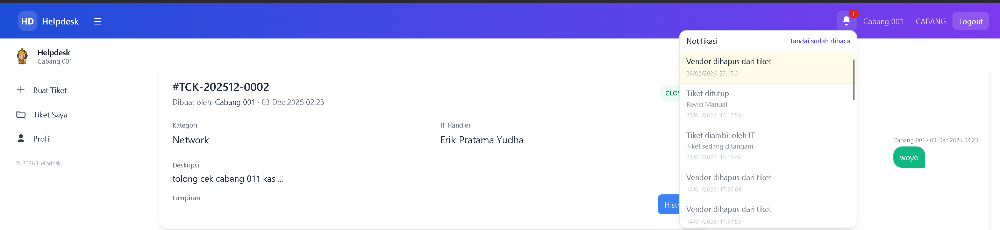 HD Helpdesk ☰ 1 Cabang 001 — CABANG Logout
Helpdesk
Cabang 001
Buat Tiket
Tiket Saya
Profil
© 2026 Helpdesk.
#TCK-202512-0002
Dibuat oleh: Cabang 001 · 03 Dec 2025 02:23
CLOS
Kategori
Network
IT Handler
Erik Pratama Yudha
Deskripsi
tolong cek cabang 011 kas ...
Lampiran
-
Histo
Notifikasi Tandai sudah dibaca
Vendor dihapus dari tiket
24/02/2026, 23.18.31
Tiket ditutup
Revisi Manual
23/01/2026, 10.12.56
Tiket diambil oleh IT
Tiket sedang ditangani.
23/01/2026, 10.11.46
Vendor dihapus dari tiket
14/01/2026, 17.38.04
Vendor dihapus dari tiket
14/01/2026, 17.37.53
Cabang 001 · 03 Dec 2025 04:23
woyo